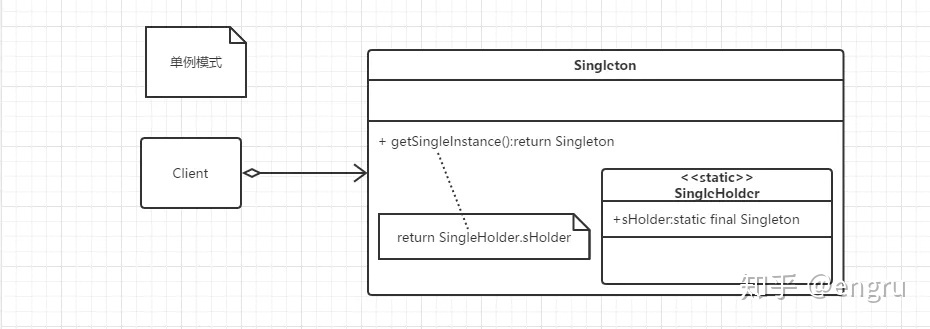 单例模式
Singleton
+ getSingleInstance():return Singleton
Client
<<static>>
SingleHolder
+sHolder:static final Singleton
return SingleHolder.sHolder
知乎 @engru